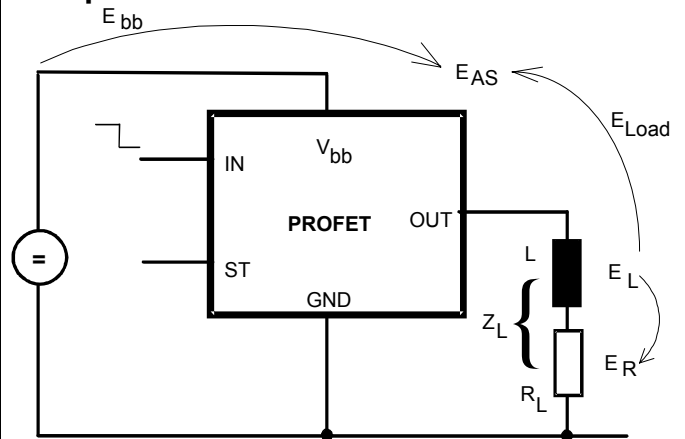 E bb
E AS
E Load
V bb
IN
PROFET
OUT
ST
GND
=
L
E L
Z L
{
E R
R L